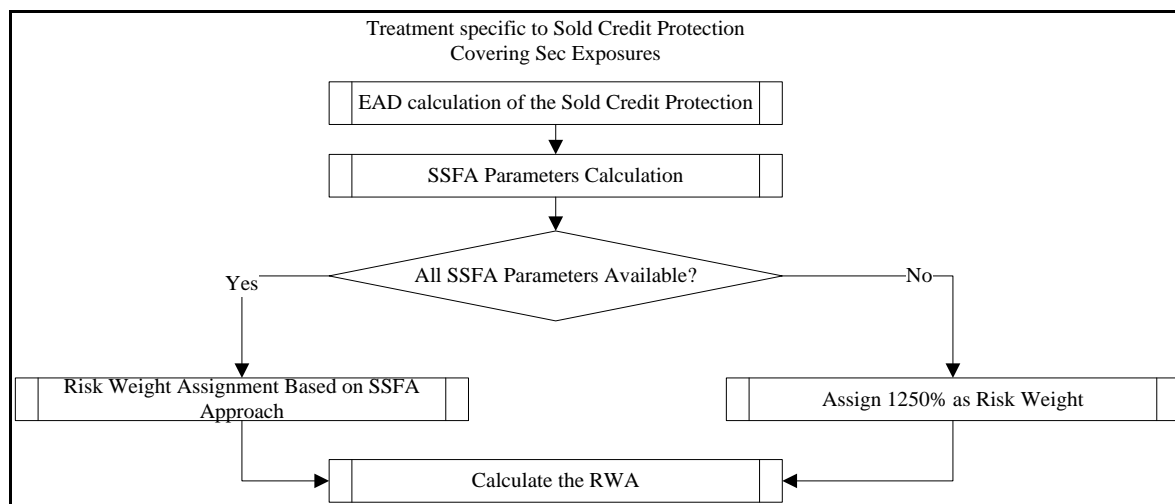 Treatment specific to Sold Credit Protection
Covering Sec Exposures
EAD calculation of the Sold Credit Protection
SSFA Parameters Calculation
All SSFA Parameters Available?
Yes
No
Risk Weight Assignment Based on SSFA
Approach
Assign 1250% as Risk Weight
Calculate the RWA